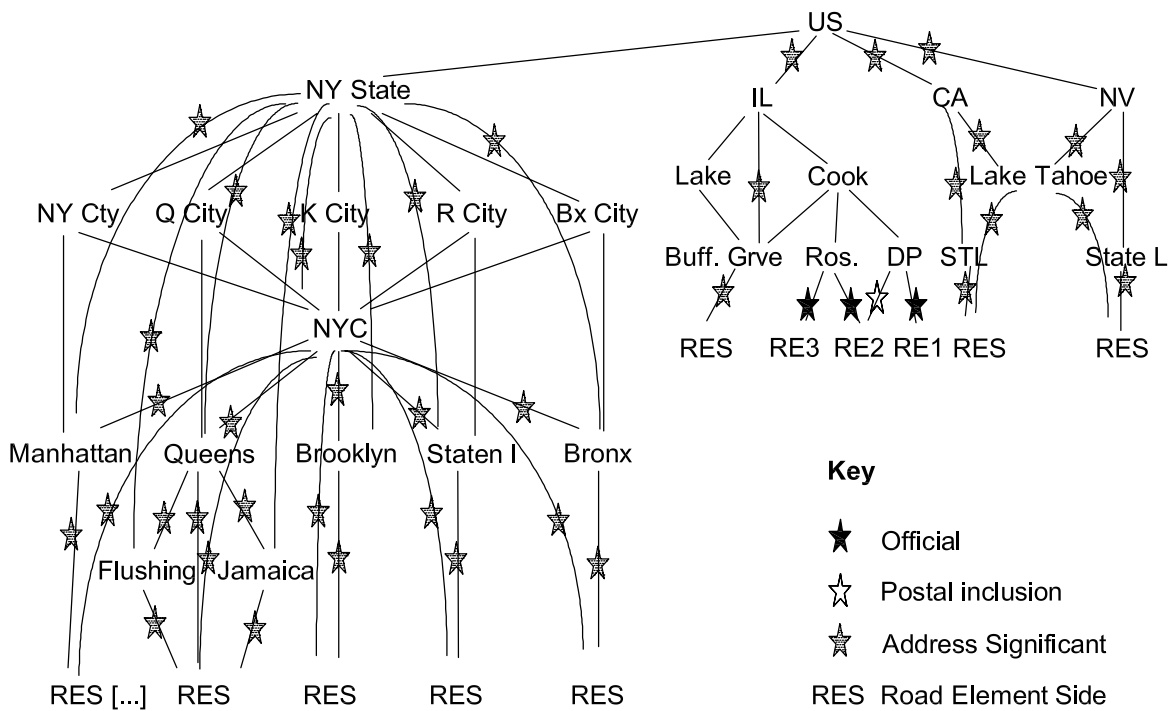 US
NY State
IL
CA
NV
Lake
Cook
Lake Tahoe
NY Cty
Q City
K City
R City
Bx City
Buff. Grve
Ros.
DP
STL
State L
NYC
RES
RE3
RE2
RE1
RES
RES
Manhattan
Queens
Brooklyn
Staten I
Bronx
Key
Official
Flushing
Jamaica
Postal inclusion
Address Significant
RES [...]
RES
RES
RES
RES
RES Road Element Side